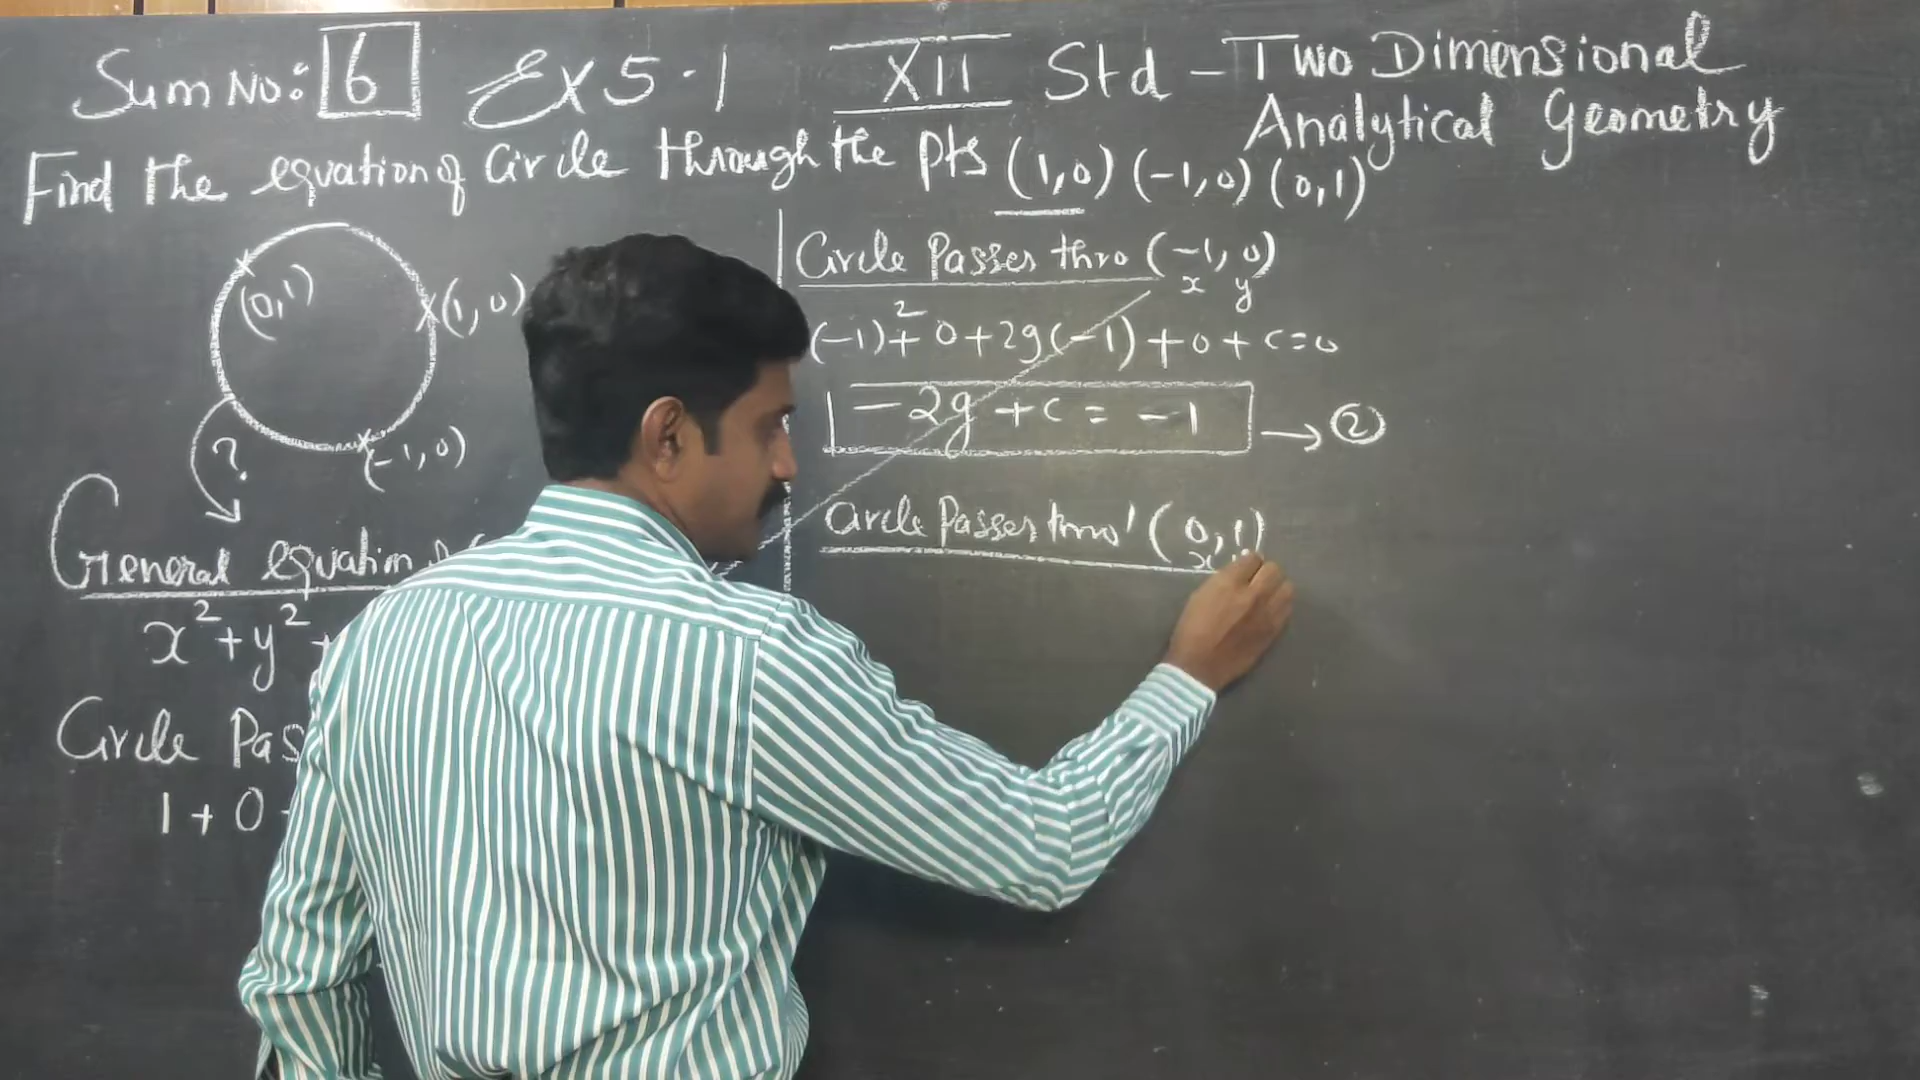 Sum No: 6 Ex 5.1 XII Std - Two Dimensional
Analytical Geometry
Find the equation of Circle through the pts (1,0) (-1,0) (0,1)
(0,1)
(1,0)
(-1,0)
?
General equation
x² + y² +
Circle Pas
1 + 0
Circle Passes thro (-1, 0)
x y
(-1)² + 0 + 2g(-1) + 0 + c = 0
-2g + c = -1 → ②
Circle Passes thro' (0,1)
x